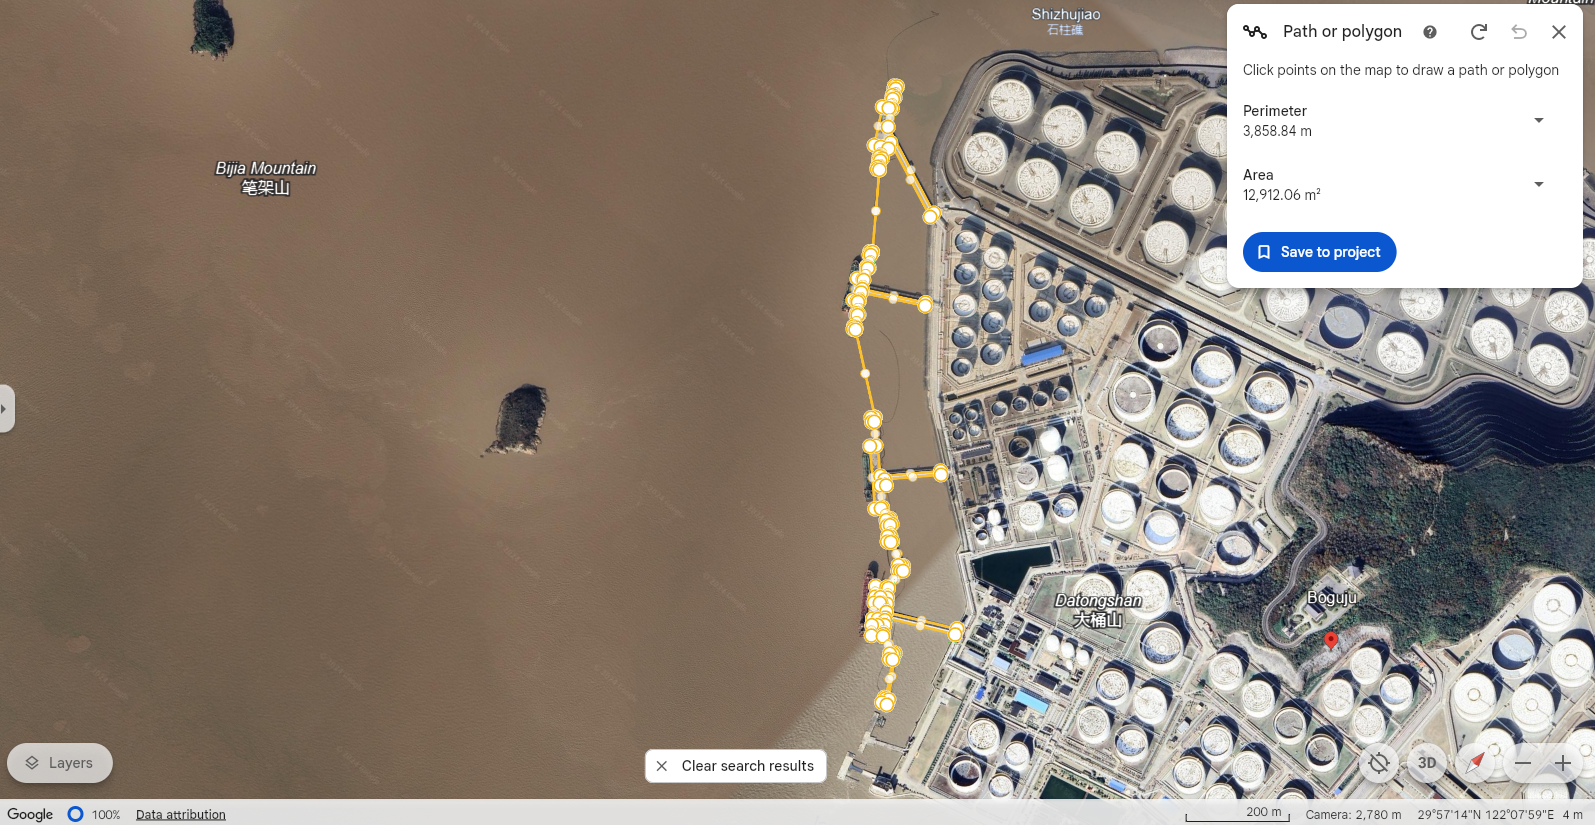 Shizhujiao
石柱礁
Bijia Mountain
笔架山
Path or polygon
Click points on the map to draw a path or polygon
Perimeter
3,858.84 m
Area
12,912.06 m²
Save to project
Datongshan
大桶山
Boguju
Layers
Clear search results
3D
Google
100%
Data attribution
200 m
Camera: 2,780 m
29°57'14"N 122°07'59"E
4 m